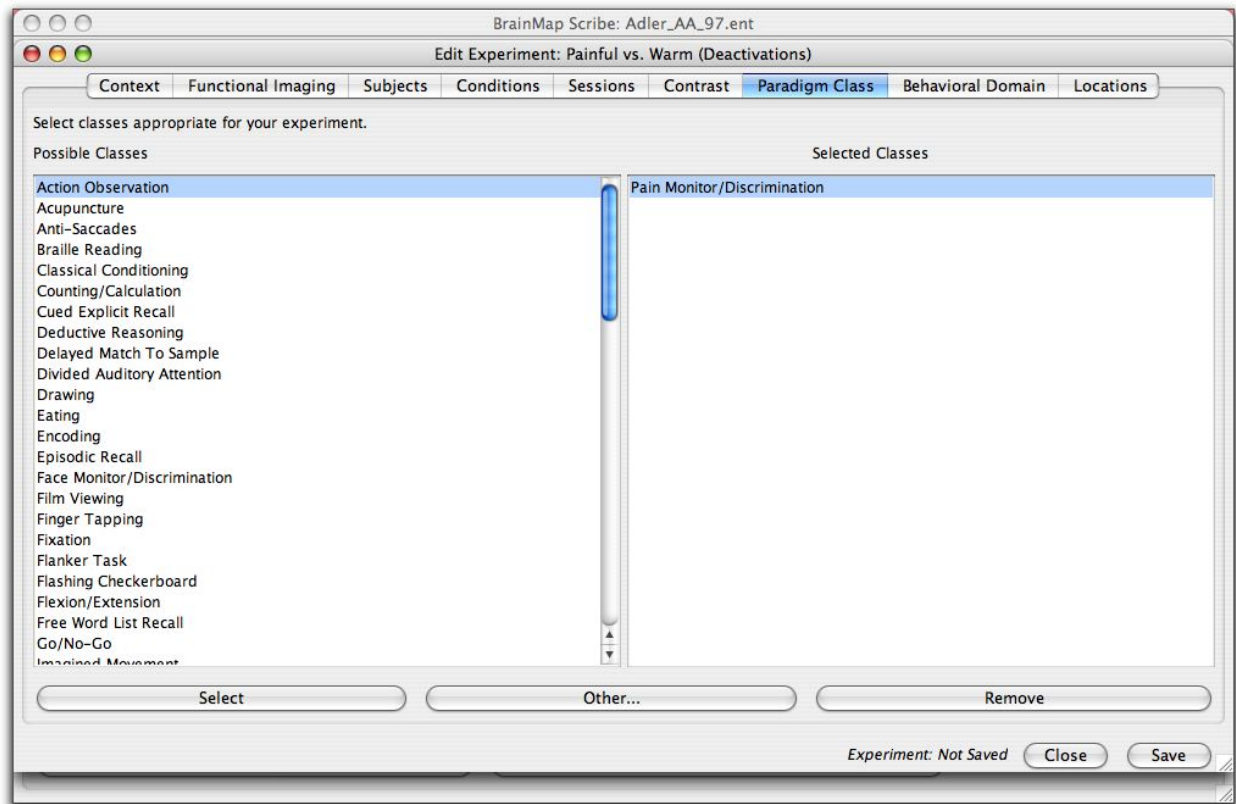 BrainMap Scribe: Adler_AA_97.ent
Edit Experiment: Painful vs. Warm (Deactivations)
Context Functional Imaging Subjects Conditions Sessions Contrast Paradigm Class Behavioral Domain Locations
Select classes appropriate for your experiment.
Possible Classes Selected Classes
Action Observation Pain Monitor/Discrimination
Acupuncture
Anti-Saccades
Braille Reading
Classical Conditioning
Counting/Calculation
Cued Explicit Recall
Deductive Reasoning
Delayed Match To Sample
Divided Auditory Attention
Drawing
Eating
Encoding
Episodic Recall
Face Monitor/Discrimination
Film Viewing
Finger Tapping
Fixation
Flanker Task
Flashing Checkerboard
Flexion/Extension
Free Word List Recall
Go/No-Go
Imagined Movement
Select Other... Remove
Experiment: Not Saved Close Save